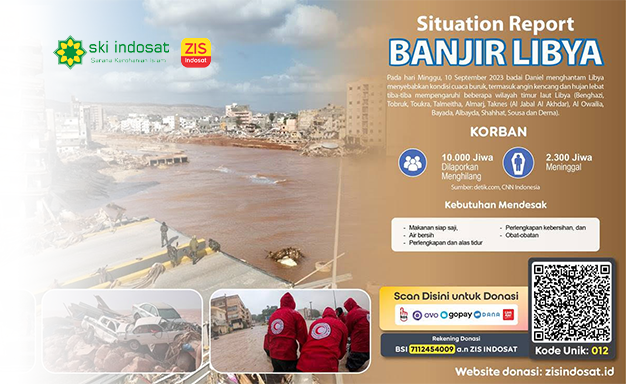 ski indosat
Sarana Kerohanian Islam
ZIS
Indosat
Situation Report
BANJIR LIBYA
Pada hari Minggu, 10 September 2023 badai Daniel menghantam Libya
menyebabkan kondisi cuaca buruk, termasuk angin kencang dan hujan lebat
tiba-tiba mempengaruhi beberapa wilayah timur laut Libya (Benghazi,
Tobruk, Toukra, Talmeitha, Almarj, Taknes (Al Jabal Al Akhdar), Al Owailia,
Bayada, Albayda, Shahhat, Sousa dan Derna).
KORBAN
10.000 Jiwa
Dilaporkan
Menghilang
2.300 Jiwa
Meninggal
Sumber: detik.com, CNN Indonesia
Kebutuhan Mendesak
• Makanan siap saji,
• Air bersih
• Perlengkapan dan alas tidur
• Perlengkapan kebersihan, dan
• Obat-obatan
Scan Disini untuk Donasi
OVO gopay DANA
Rekening Donasi
BSI 7112454009 a.n ZIS INDOSAT
Kode Unik: 012
Website donasi: zisindosat.id